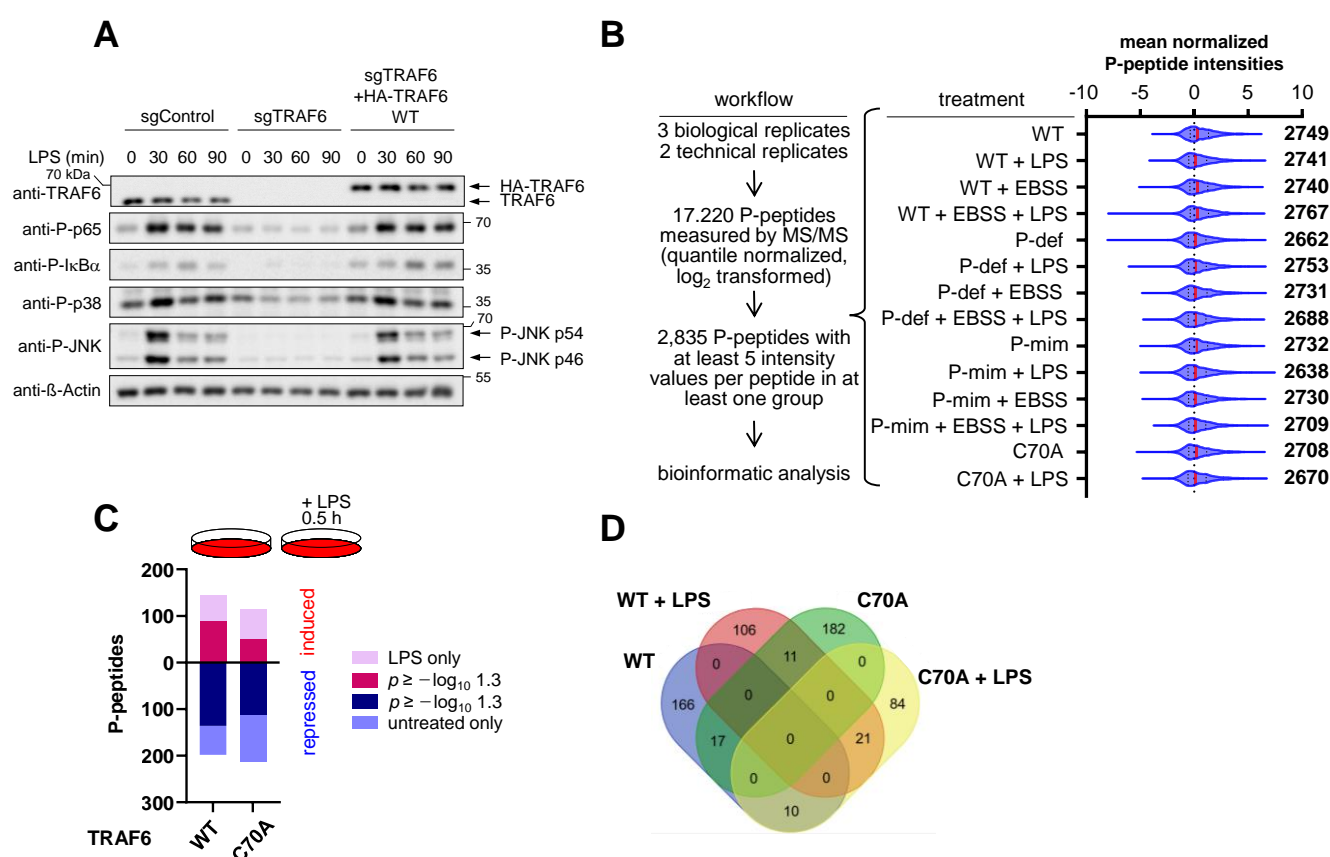 A
sgTRAF6
+HA-TRAF6
WT
sgControl
sgTRAF6
LPS (min) 0 30 60 90 0 30 60 90 0 30 60 90
70 kDa
anti-TRAF6
HA-TRAF6
TRAF6
anti-P-p65
70
anti-P-IκBα
35
anti-P-p38
35
70
anti-P-JNK
P-JNK p54
P-JNK p46
55
anti-ß-Actin
B
mean normalized
P-peptide intensities
workflow
treatment
-10 -5 0 5 10
3 biological replicates
2 technical replicates
17.220 P-peptides
measured by MS/MS
(quantile normalized,
log2 transformed)
2,835 P-peptides with
at least 5 intensity
values per peptide in at
least one group
bioinformatic analysis
WT 2749
WT + LPS 2741
WT + EBSS 2740
WT + EBSS + LPS 2767
P-def 2662
P-def + LPS 2753
P-def + EBSS 2731
P-def + EBSS + LPS 2688
P-mim 2732
P-mim + LPS 2638
P-mim + EBSS 2730
P-mim + EBSS + LPS 2709
C70A 2708
C70A + LPS 2670
C
+ LPS
0.5 h
P-peptides
200
100
0
100
200
300
induced
repressed
LPS only
p ≥ −log10 1.3
p ≥ −log10 1.3
untreated only
TRAF6
WT
C70A
D
WT + LPS
C70A
WT
C70A + LPS
106
182
0
11
0
166
0
0
84
17
0
21
0
0
10